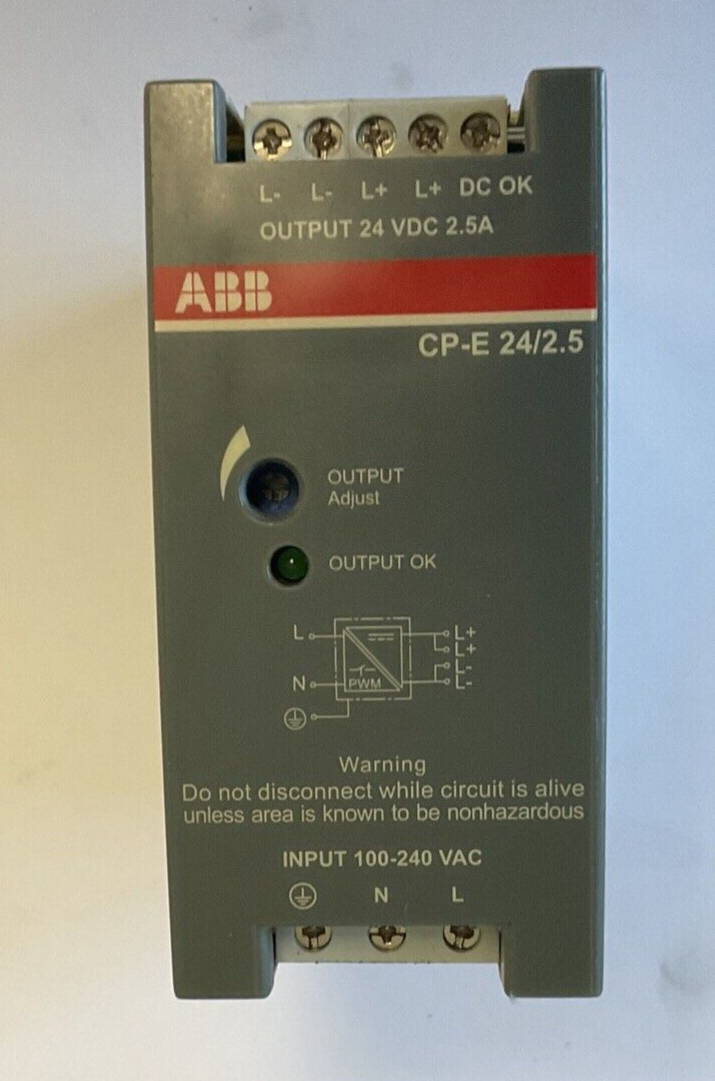 L- L- L+ L+ DC OK
OUTPUT 24 VDC 2.5A
ABB
CP-E 24/2.5
OUTPUT
Adjust
OUTPUT OK
L L+
L+
L-
N PWM L-
Warning
Do not disconnect while circuit is alive
unless area is known to be nonhazardous
INPUT 100-240 VAC
N L